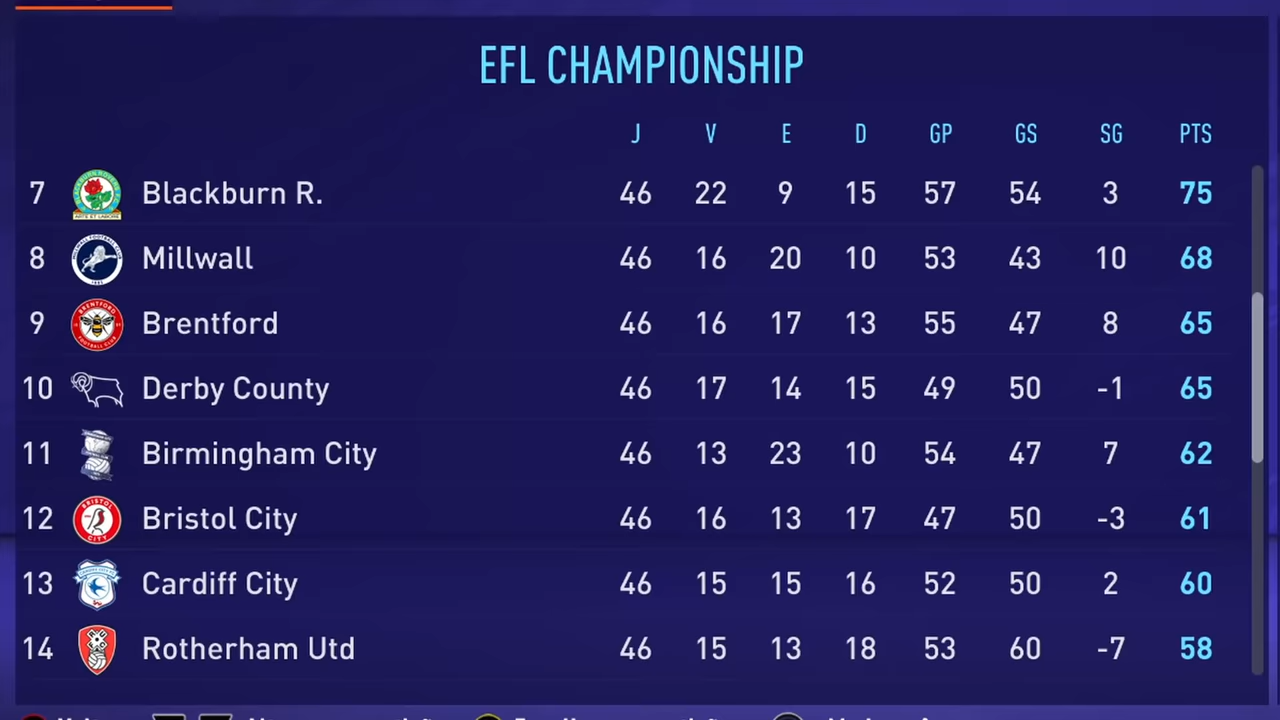 EFL CHAMPIONSHIP
J V E D GP GS SG PTS
7 Blackburn R. 46 22 9 15 57 54 3 75
8 Millwall 46 16 20 10 53 43 10 68
9 Brentford 46 16 17 13 55 47 8 65
10 Derby County 46 17 14 15 49 50 -1 65
11 Birmingham City 46 13 23 10 54 47 7 62
12 Bristol City 46 16 13 17 47 50 -3 61
13 Cardiff City 46 15 15 16 52 50 2 60
14 Rotherham Utd 46 15 13 18 53 60 -7 58